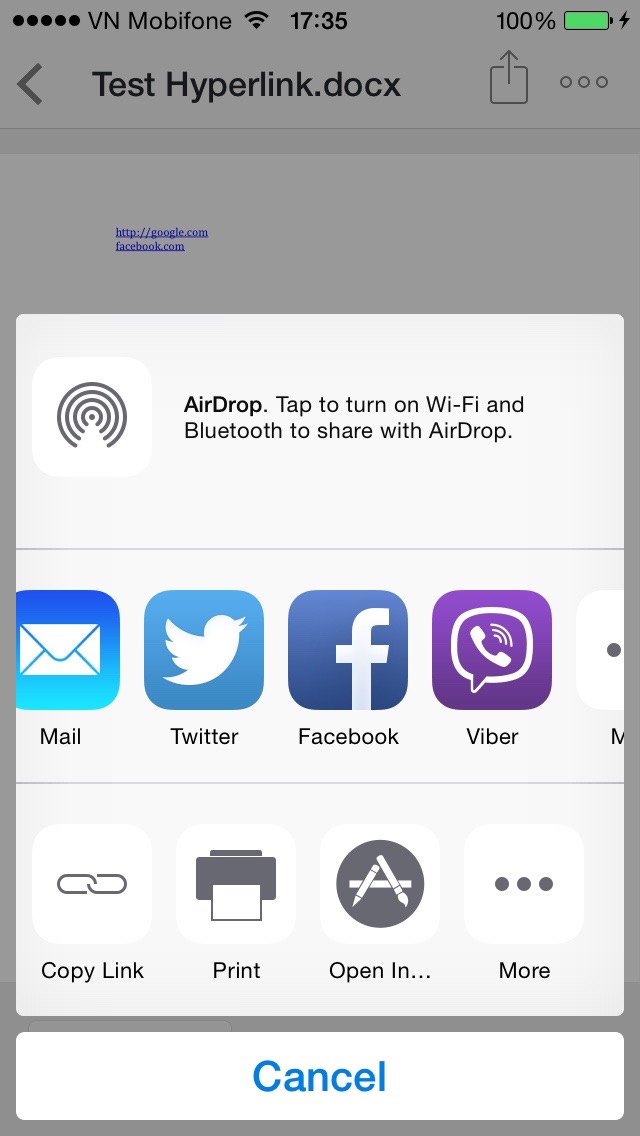 VN Mobifone 17:35 100%
Test Hyperlink.docx
http://google.com
facebook.com
AirDrop. Tap to turn on Wi-Fi and
Bluetooth to share with AirDrop.
Mail Twitter Facebook Viber M
Copy Link Print Open In... More
Cancel